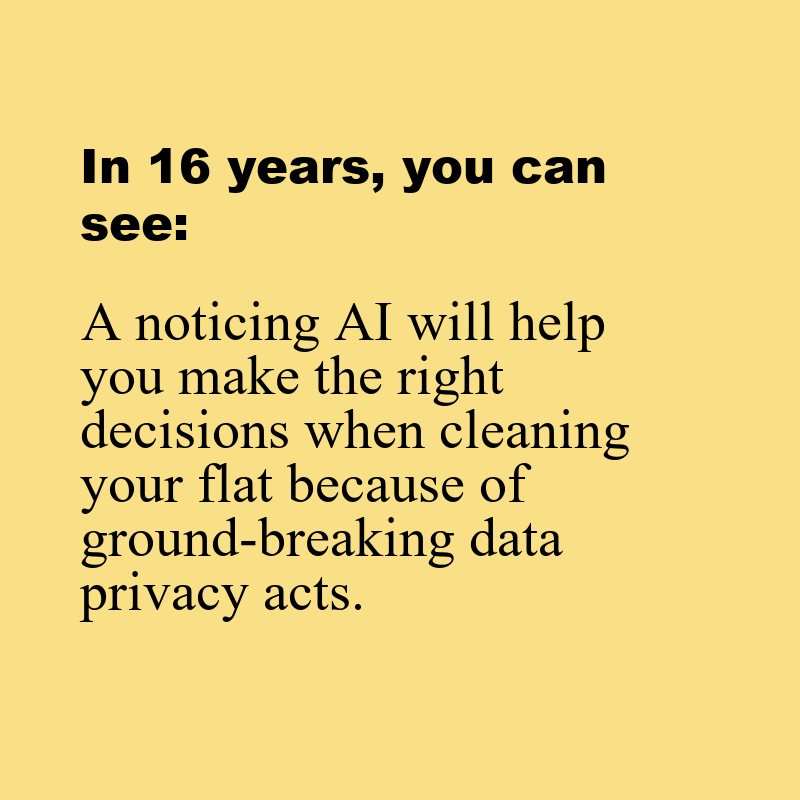 In 16 years, you can
see:
A noticing AI will help
you make the right
decisions when cleaning
your flat because of
ground-breaking data
privacy acts.